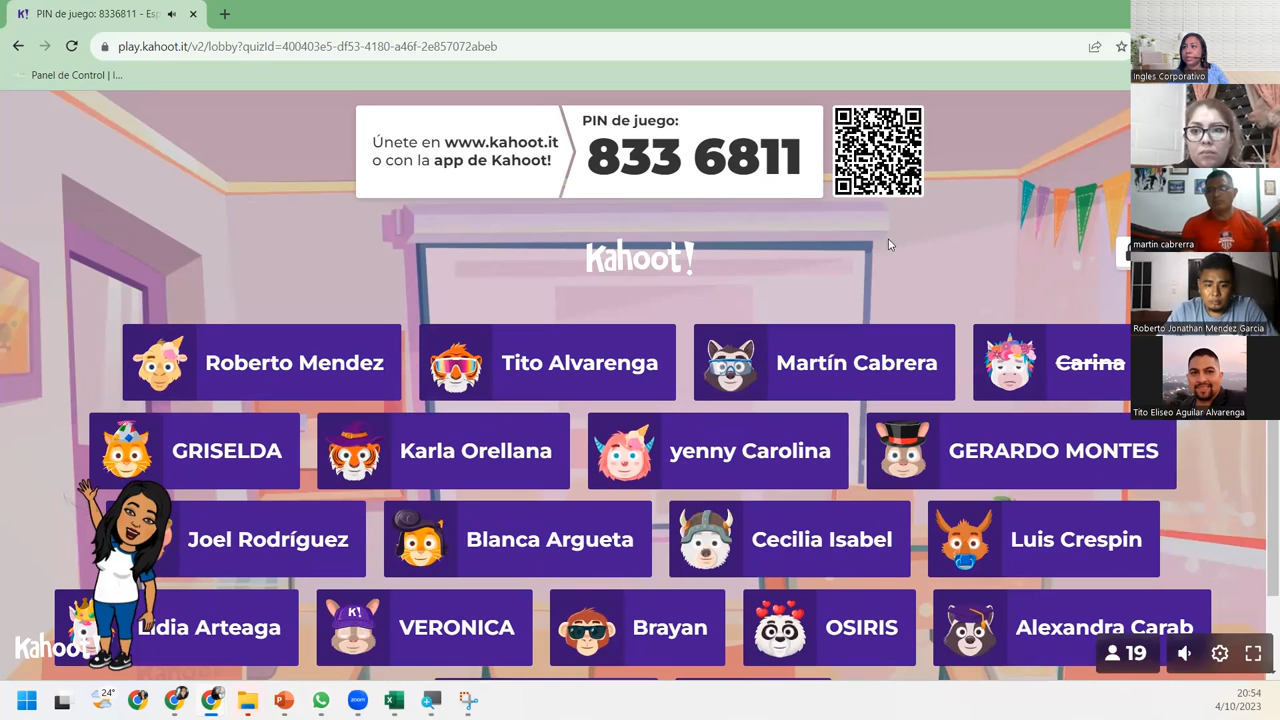 PIN de juego: 8336811 - Esp
play.kahoot.it/v2/lobby?quizId=400403e5-df53-4180-a46f-2e857072abeb
Panel de Control | I...
Únete en www.kahoot.it
o con la app de Kahoot!
PIN de juego:
833 6811
Kahoot!
Roberto Mendez
Tito Alvarenga
Martín Cabrera
Carina
GRISELDA
Karla Orellana
yenny Carolina
GERARDO MONTES
Joel Rodríguez
Blanca Argueta
Cecilia Isabel
Luis Crespin
Lidia Arteaga
VERONICA
Brayan
OSIRIS
Alexandra Carab
Kahoot!
19
Ingles Corporativo
martin cabrerra
Roberto Jonathan Mendez Garcia
Tito Eliseo Aguilar Alvarenga
24°
zoom
20:54
4/10/2023